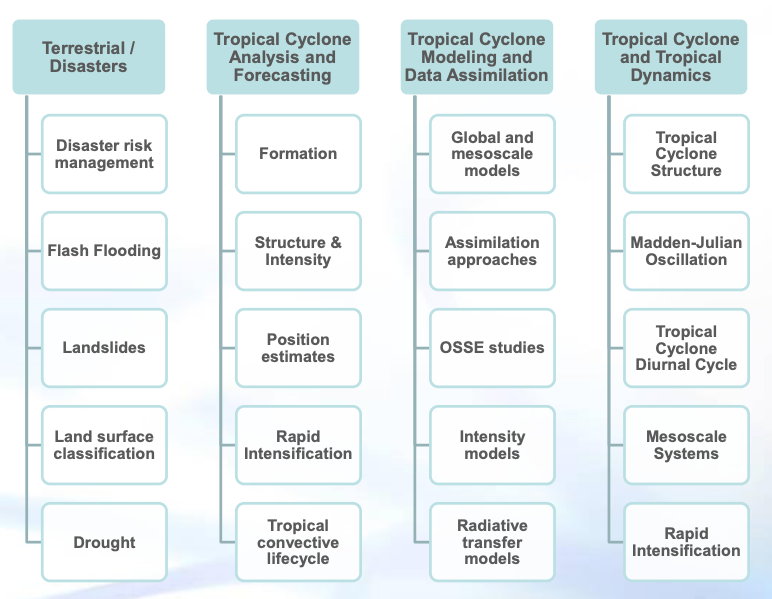 Terrestrial /
Disasters
Disaster risk
management
Flash Flooding
Landslides
Land surface
classification
Drought
Tropical Cyclone
Analysis and
Forecasting
Formation
Structure &
Intensity
Position
estimates
Rapid
Intensification
Tropical
convective
lifecycle
Tropical Cyclone
Modeling and
Data Assimilation
Global and
mesoscale
models
Assimilation
approaches
OSSE studies
Intensity
models
Radiative
transfer
models
Tropical Cyclone
and Tropical
Dynamics
Tropical
Cyclone
Structure
Madden-Julian
Oscillation
Tropical
Cyclone
Diurnal Cycle
Mesoscale
Systems
Rapid
Intensification